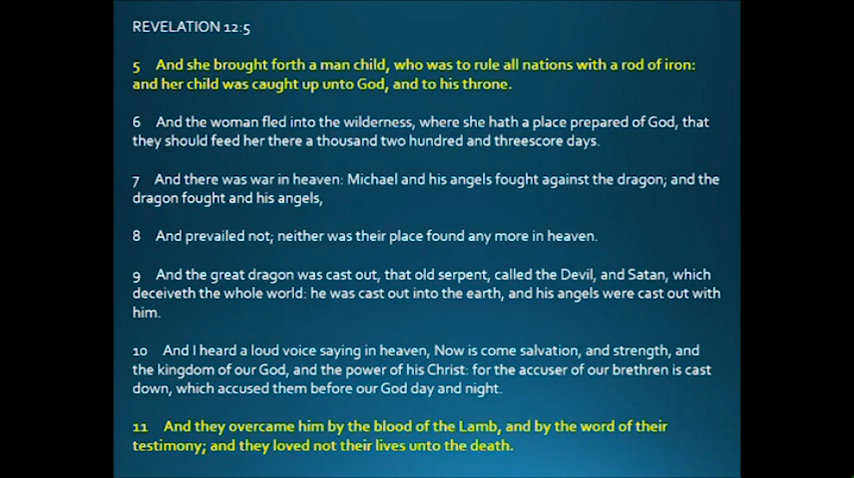 REVELATION 12:5
5 And she brought forth a man child, who was to rule all nations with a rod of iron:
and her child was caught up unto God, and to his throne.
6 And the woman fled into the wilderness, where she hath a place prepared of God, that
they should feed her there a thousand two hundred and threescore days.
7 And there was war in heaven: Michael and his angels fought against the dragon; and the
dragon fought and his angels,
8 And prevailed not; neither was their place found any more in heaven.
9 And the great dragon was cast out, that old serpent, called the Devil, and Satan, which
deceiveth the whole world: he was cast out into the earth, and his angels were cast out with
him.
10 And I heard a loud voice saying in heaven, Now is come salvation, and strength, and
the kingdom of our God, and the power of his Christ: for the accuser of our brethren is cast
down, which accused them before our God day and night.
11 And they overcame him by the blood of the Lamb, and by the word of their
testimony; and they loved not their lives unto the death.